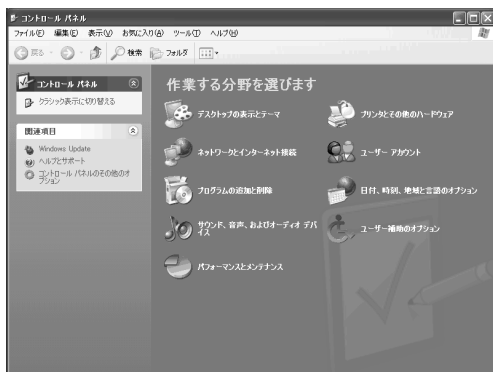 コントロール パネル
ファイル(F) 編集(E) 表示(V) お気に入り(A) ツール(T) ヘルプ(H)
戻る 検索 フォルダ
コントロール パネル
クラシック表示に切り替える
関連項目
Windows Update
ヘルプとサポート
コントロール パネルのその他のオプション
作業する分野を選びます
デスクトップの表示とテーマ
プリンタとその他のハードウェア
ネットワークとインターネット接続
ユーザー アカウント
プログラムの追加と削除
日付、時刻、地域と言語のオプション
サウンド、音声、およびオーディオ デバイス
ユーザー補助のオプション
パフォーマンスとメンテナンス